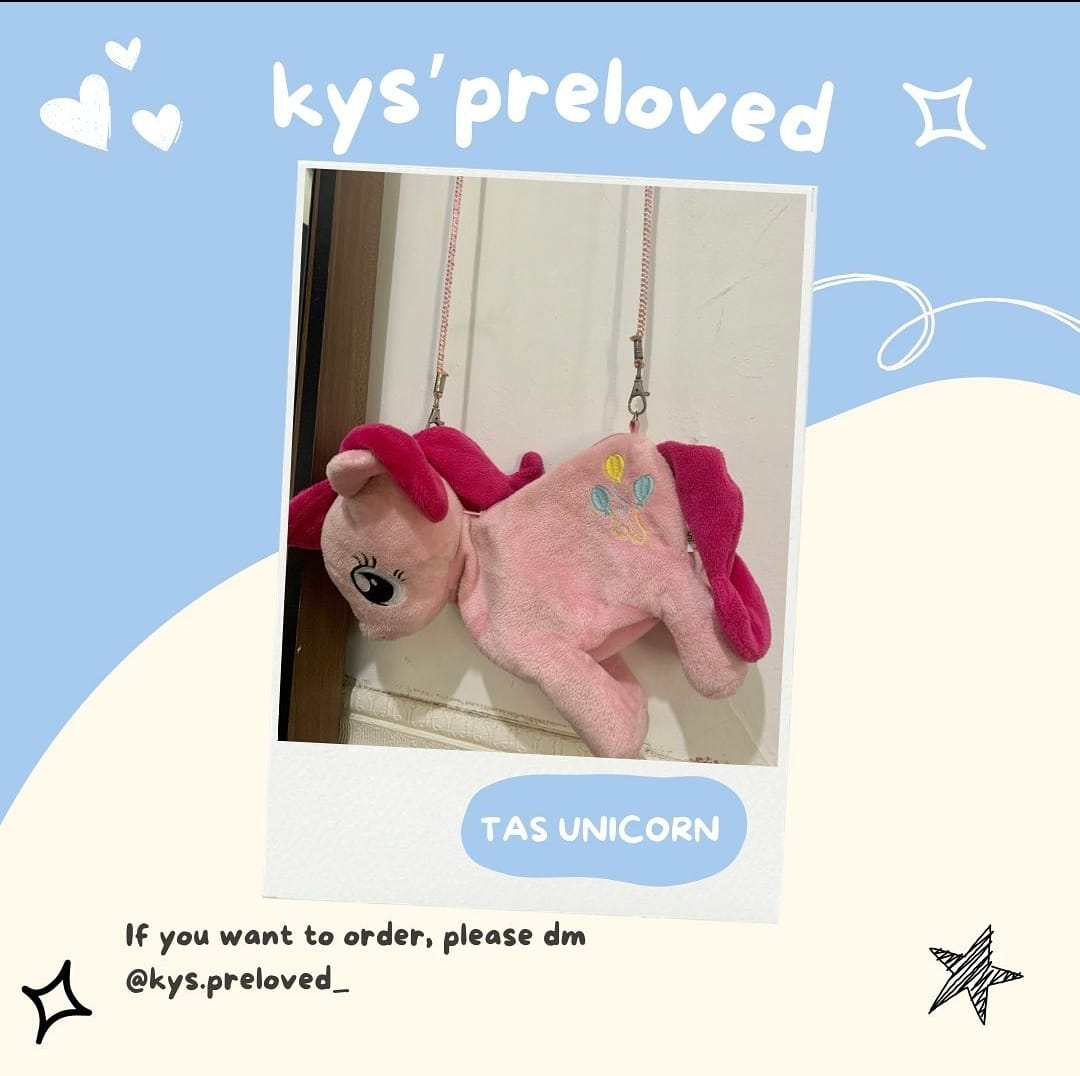 kys'preloved
TAS UNICORN
If you want to order, please dm
@kys.preloved_